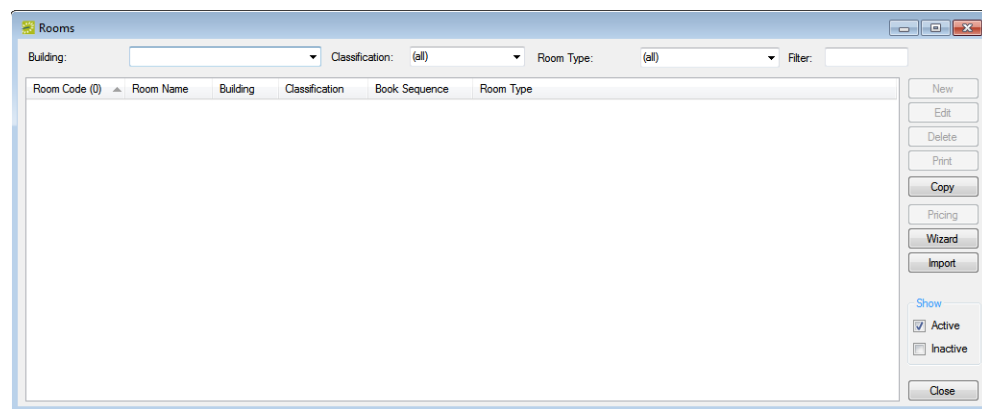 Rooms
Building: Classification: (all) Room Type: (all) Filter:
Room Code (0) Room Name Building Classification Book Sequence Room Type
New
Edit
Delete
Print
Copy
Pricing
Wizard
Import
Show
Active
Inactive
Close